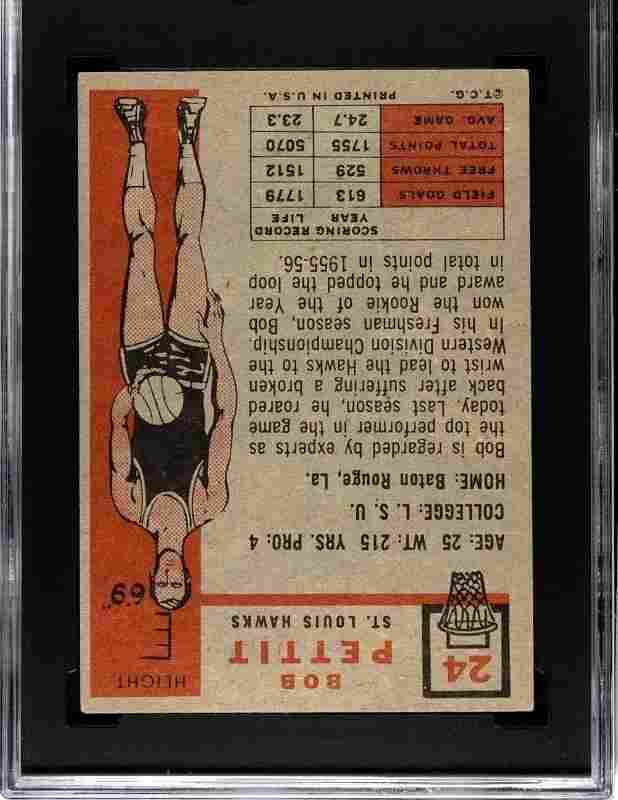 24
BOB
PETTIT
ST. LOUIS HAWKS
HEIGHT
6'9"
AGE: 25 WT: 215 YRS. PRO: 4
COLLEGGE: L. S. U.
HOME: Baton Rouge, La.
Bob is regarded by experts as
the top performer in the game
today. Last season, he roared
back after suffering a broken
wrist to lead the Hawks to the
Western Division Championship.
In his Freshman season, Bob
won the Rookie of the Year
award and he topped the loop
in total points in 1955-56.
SCORING RECORD YEAR LIFE
FIELD GOALS 613 1779
FREE THROWS 529 1512
TOTAL POINTS 1755 5070
AVG. GAME 24.7 23.3
©T.C.G. PRINTED IN U.S.A.